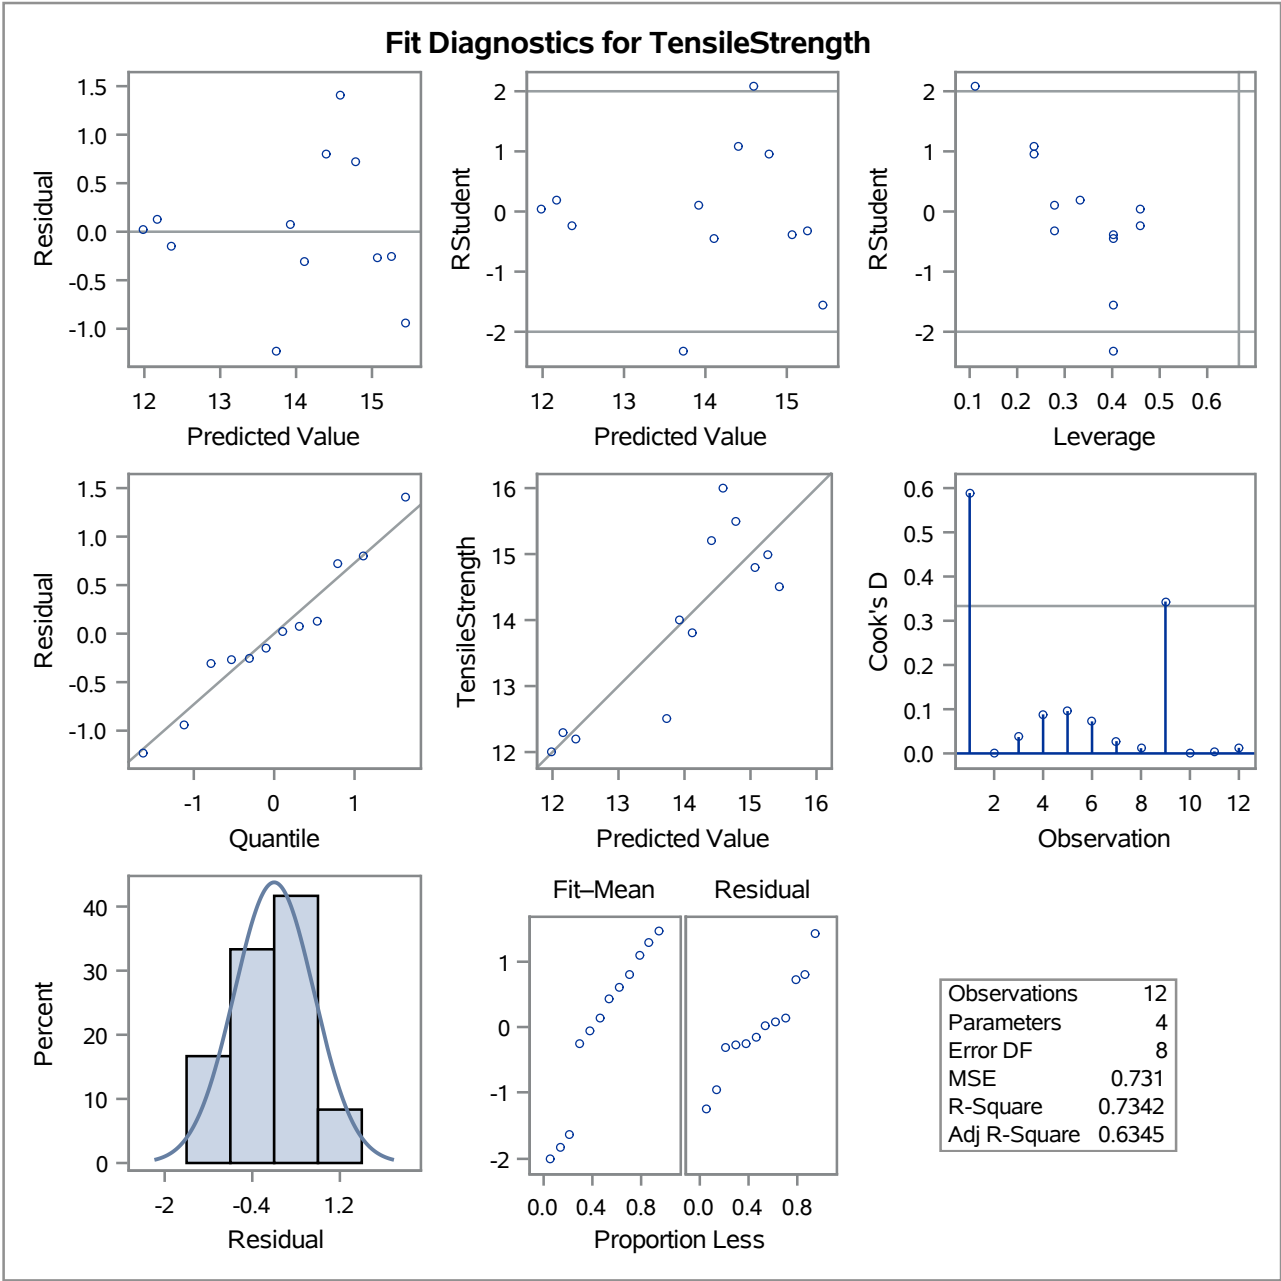 Fit Diagnostics for TensileStrength
Residual
1.5
1.0
0.5
0.0
-0.5
-1.0
12 13 14 15
Predicted Value
RStudent
2
1
0
-1
-2
12 13 14 15
Predicted Value
RStudent
2
1
0
-1
-2
0.1 0.2 0.3 0.4 0.5 0.6
Leverage
Residual
1.5
1.0
0.5
0.0
-0.5
-1.0
-1 0 1
Quantile
TensileStrength
16
15
14
13
12
12 13 14 15 16
Predicted Value
Cook's D
0.6
0.5
0.4
0.3
0.2
0.1
0.0
2 4 6 8 10 12
Observation
Percent
40
30
20
10
0
-2 -0.4 1.2
Residual
Fit–Mean Residual
1
0
-1
-2
0.0 0.4 0.8 0.0 0.4 0.8
Proportion Less
Observations 12
Parameters 4
Error DF 8
MSE 0.731
R-Square 0.7342
Adj R-Square 0.6345